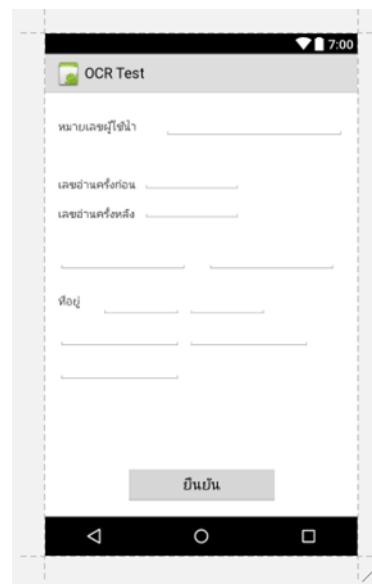 7:00
OCR Test
หมายเลขผู้ใช้น้ำ
เลขอ่านครั้งก่อน
เลขอ่านครั้งหลัง
ที่อยู่
ยืนยัน